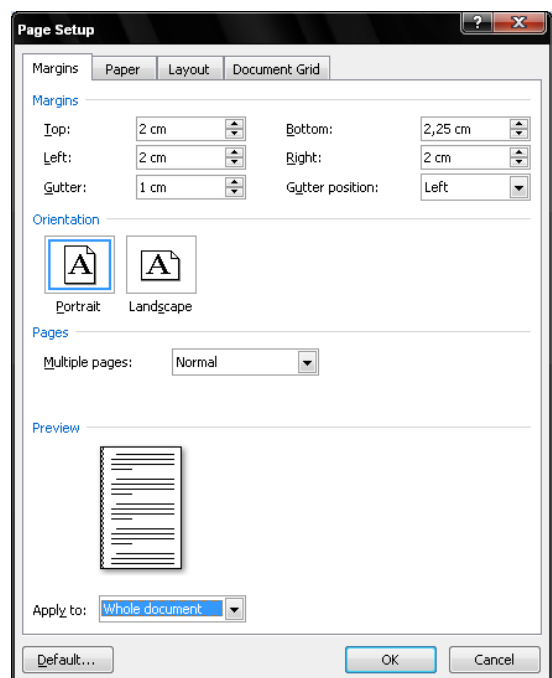 Page Setup ?
Margins Paper Layout Document Grid
Margins
Top: 2 cm Bottom: 2,25 cm
Left: 2 cm Right: 2 cm
Gutter: 1 cm Gutter position: Left
Orientation
A A
Portrait Landscape
Pages
Multiple pages: Normal
Preview
Apply to: Whole document
Default... OK Cancel